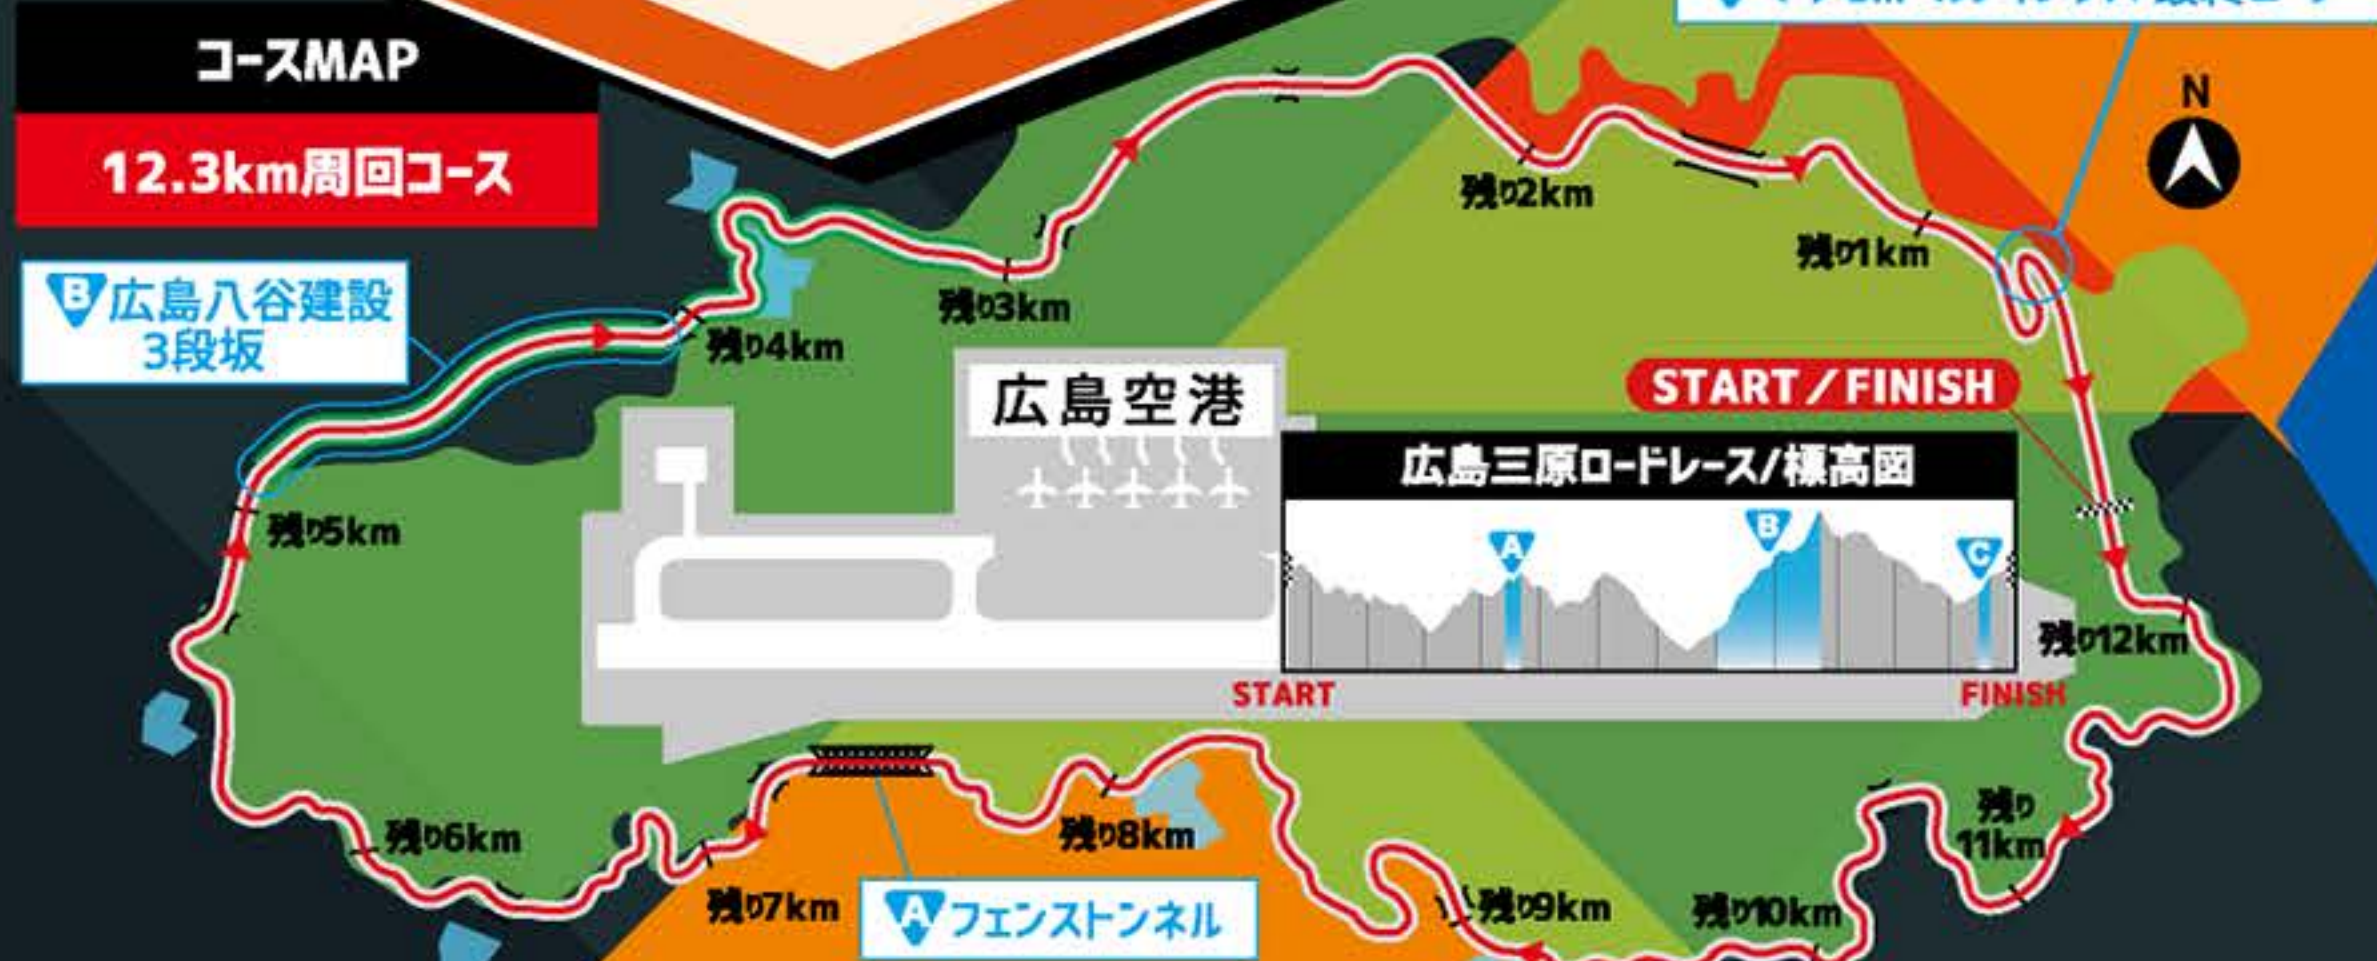 コースMAP
12.3km周回コース
N
残り2km
残り1km
B広島八谷建設
3段坂
残り3km
残り4km
広島空港
START/FINISH
広島三原ロードレース/標高図
A
B
C
START
FINISH
残り5km
残り12km
残り6km
残り8km
残り
11km
残り7km
Aフェンストンネル
残り9km
残り10km